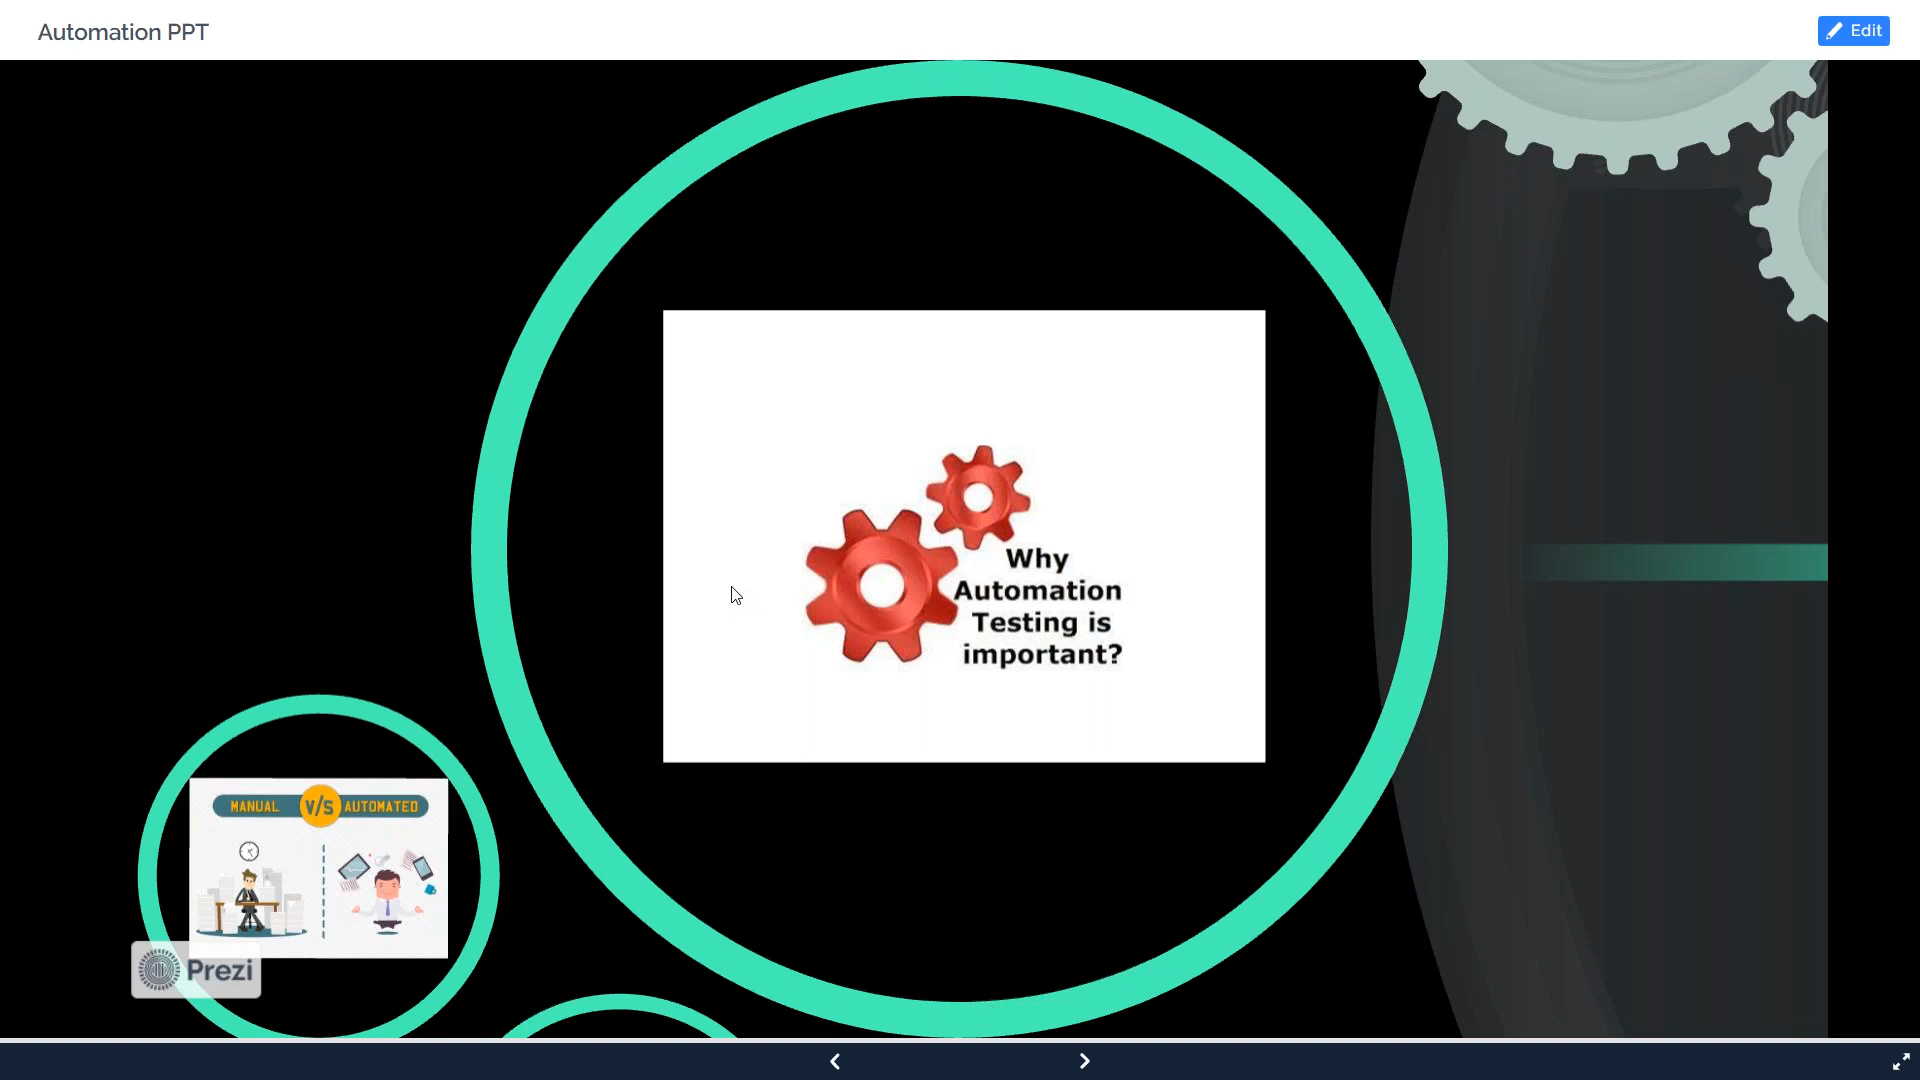 Automation PPT
Edit
Why
Automation
Testing is
important?
MANUAL V/S AUTOMATED
Prezi